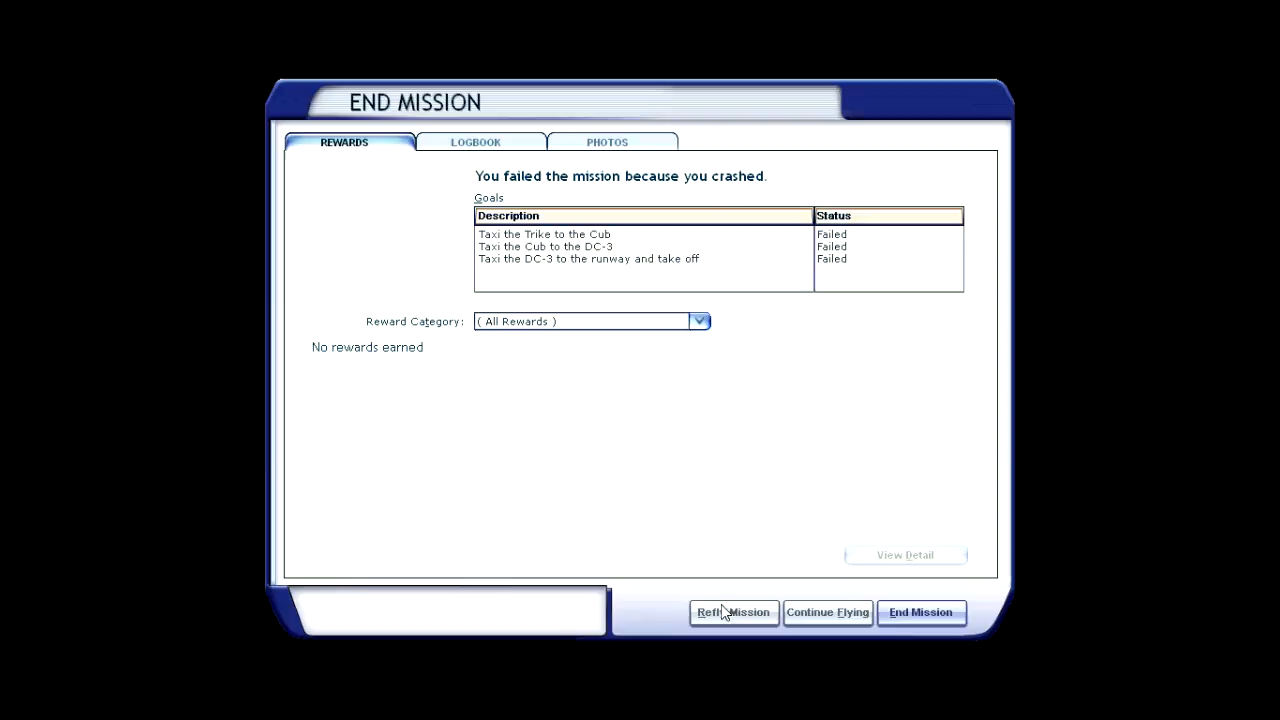 END MISSION
REWARDS LOGBOOK PHOTOS
You failed the mission because you crashed.
Goals
Description Status
Taxi the Trike to the Cub Failed
Taxi the Cub to the DC-3 Failed
Taxi the DC-3 to the runway and take off Failed
Reward Category: ( All Rewards )
No rewards earned
View Detail
Refly Mission Continue Flying End Mission